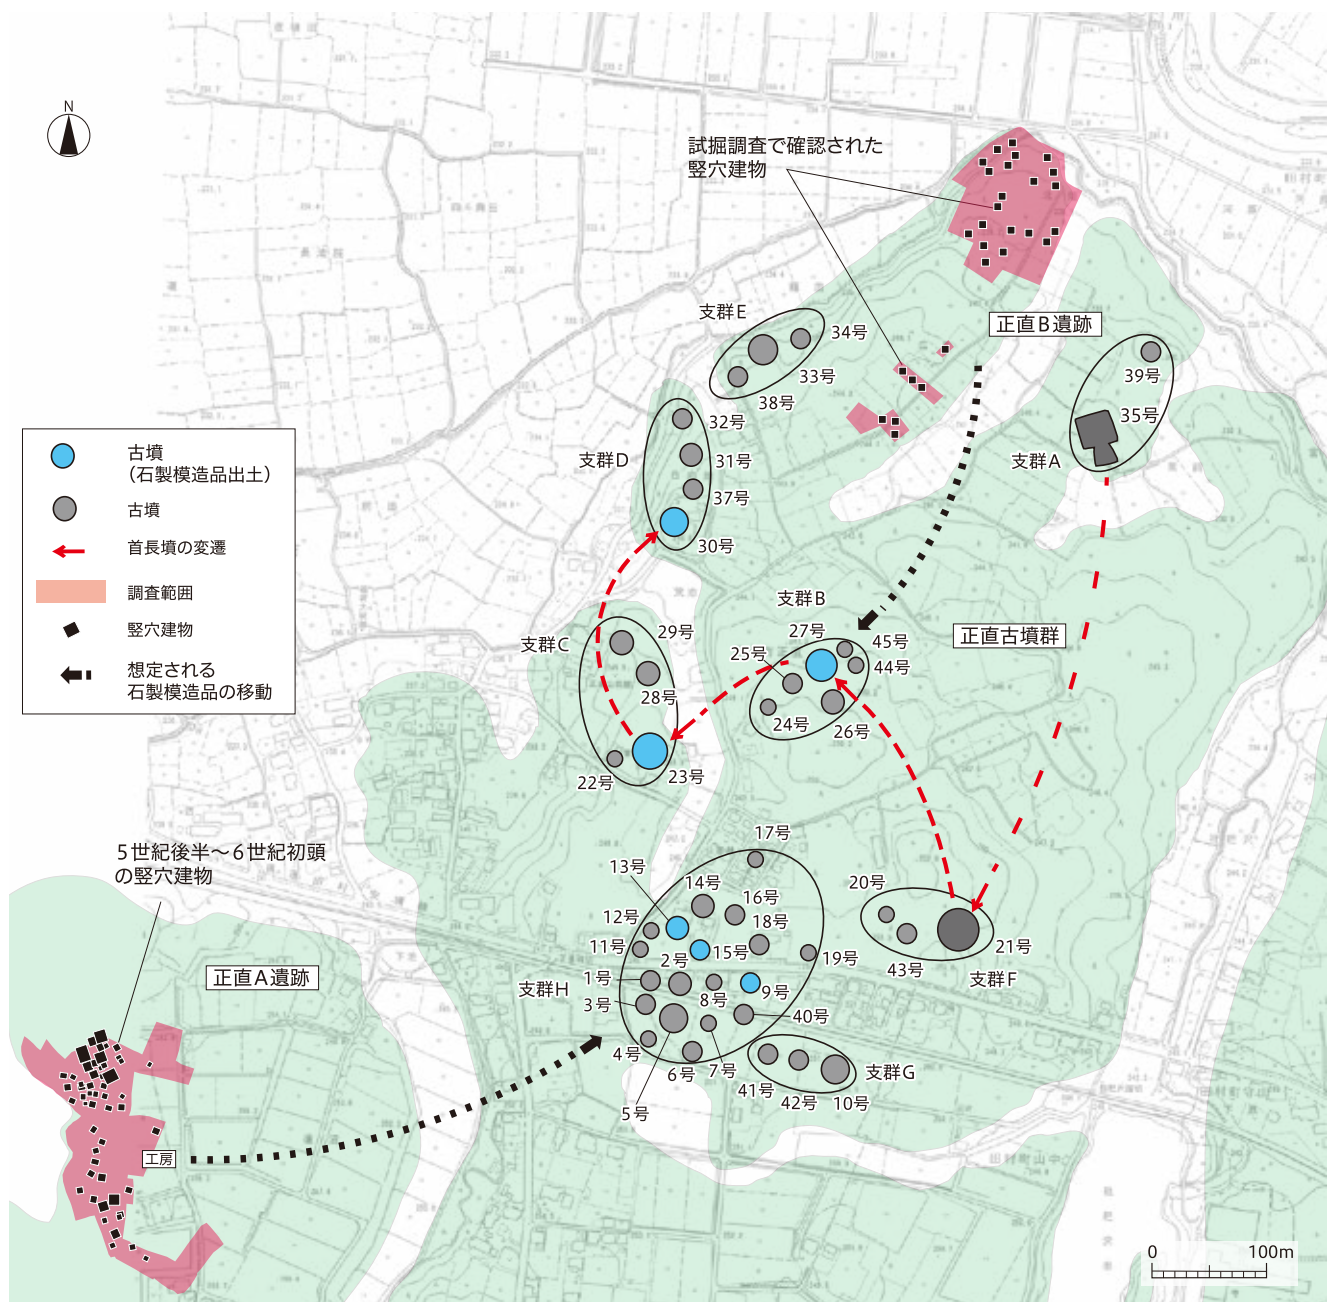 N
試掘調査で確認された
竪穴建物
正直B遺跡
支群E
34号
33号
38号
39号
35号
支群A
32号
支群D
31号
37号
30号
古墳
（石製模造品出土）
古墳
首長墳の変遷
調査範囲
竪穴建物
想定される
石製模造品の移動
支群B
27号
45号
44号
25号
24号
26号
正直古墳群
支群C
29号
28号
22号
23号
5世紀後半～6世紀初頭
の竪穴建物
17号
13号
14号
16号
12号
18号
11号
15号
19号
2号
1号
支群H
8号
9号
3号
40号
4号
6号
7号
5号
20号
43号
21号
支群F
支群G
41号
42号
10号
正直A遺跡
工房
0
100m